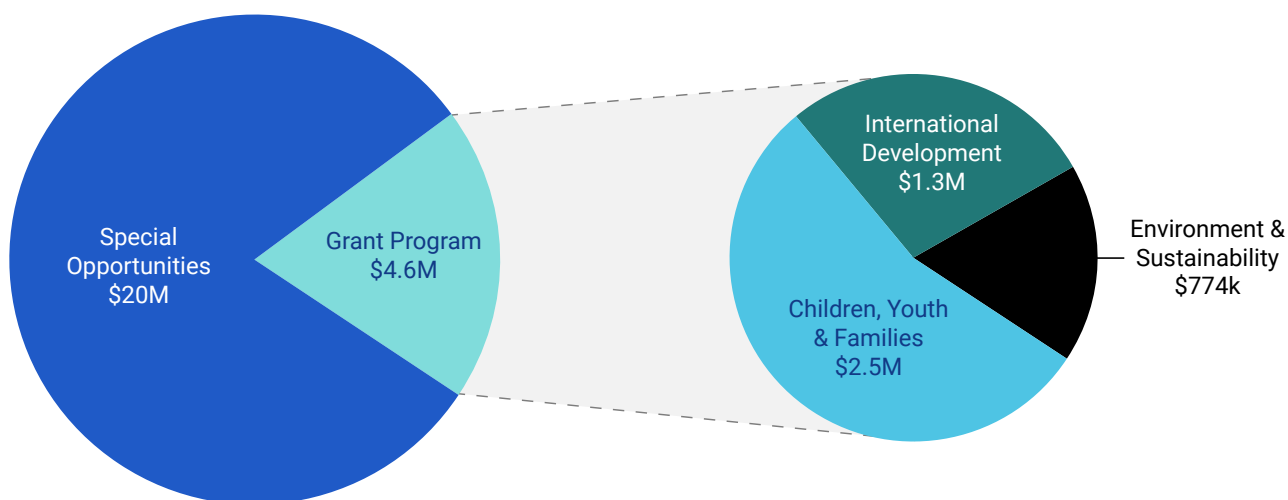 Special
Opportunities
$20M
Grant Program
$4.6M
International
Development
$1.3M
Environment &
Sustainability
$774k
Children, Youth
& Families
$2.5M